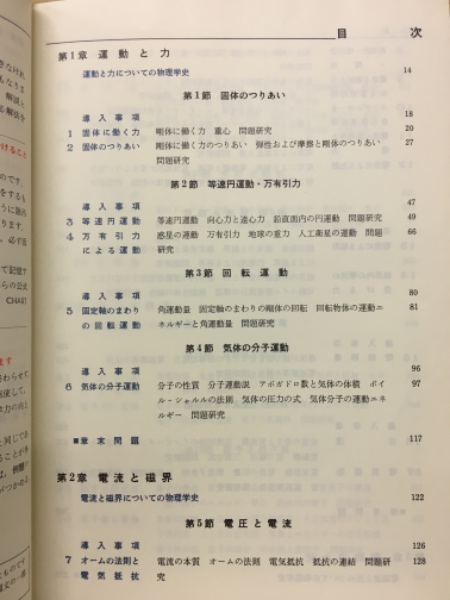 目　　次
第1章 運動と力
運動と力についての物理学史 14
第1節 固体のつりあい
導入事項 18
1 固体に働く力 剛体に働く力 重心 問題研究 20
2 固体のつりあい 剛体に働く力のつりあい 弾性および摩擦と剛体のつりあい 27
問題研究
第2節 等速円運動・万有引力
導入事項 47
3 等速円運動 等速円運動 向心力と遠心力 鉛直面内の円運動 問題研究 49
4 万有引力 惑星の運動 万有引力 地球の重力 人工衛星の運動 問題 66
による運動 研究
第3節 回転運動
導入事項 80
5 固定軸のまわり 角運動量 固定軸のまわりの剛体の回転 回転物体の運動エ 81
の回転運動 ネルギーと角運動量 問題研究
第4節 気体の分子運動
導入事項 96
6 気体の分子運動 分子の性質 分子運動説 アボガドロ数と気体の体積 ボイ 97
ル－シャルルの法則 気体の圧力の式 気体分子の運動エネ
ルギー 問題研究
■章末問題 117
第2章 電流と磁界
電流と磁界についての物理学史 122
第5節 電圧と電流
導入事項 126
7 オームの法則と 電流の本質 オームの法則 電気抵抗 抵抗の連結 問題研 128
電気抵抗 究